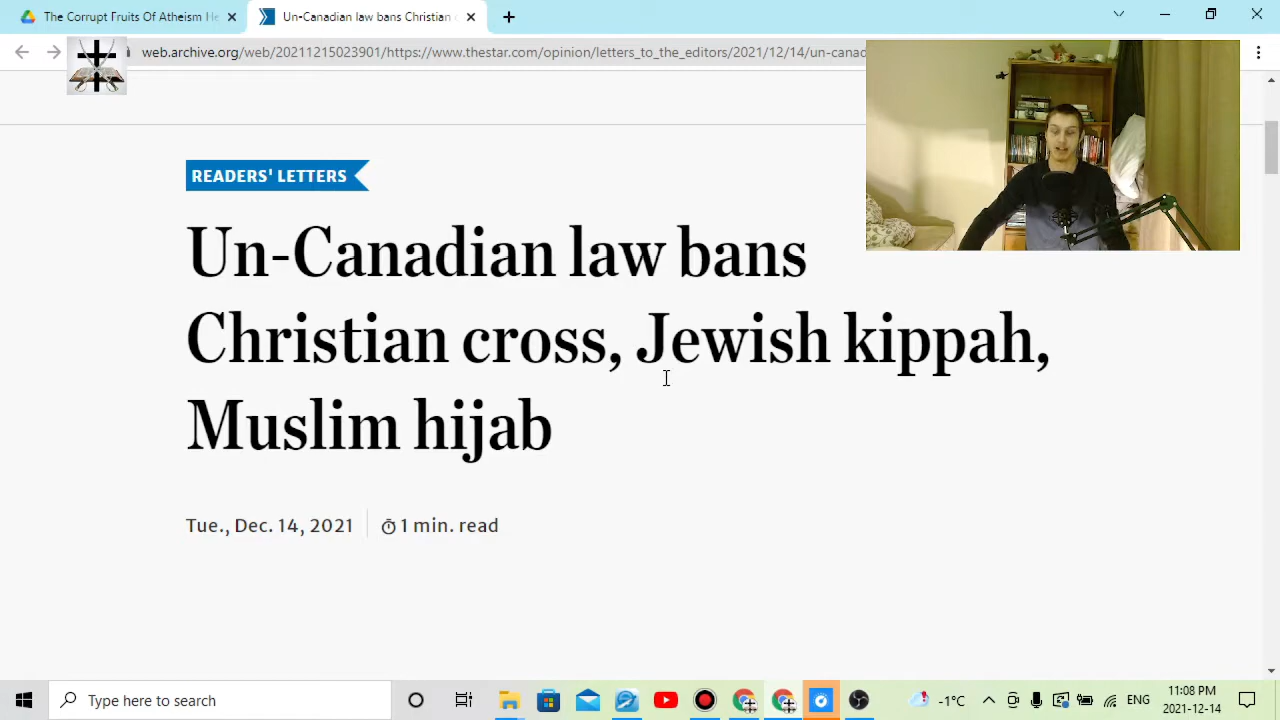 The Corrupt Fruits Of Atheism He
Un-Canadian law bans Christian
web.archive.org/web/20211215023901/https://www.thestar.com/opinion/letters_to_the_editors/2021/12/14/un-canad
READERS' LETTERS
Un-Canadian law bans
Christian cross, Jewish kippah,
Muslim hijab
Tue., Dec. 14, 2021
1 min. read
Type here to search
-1°C
ENG
11:08 PM
2021-12-14